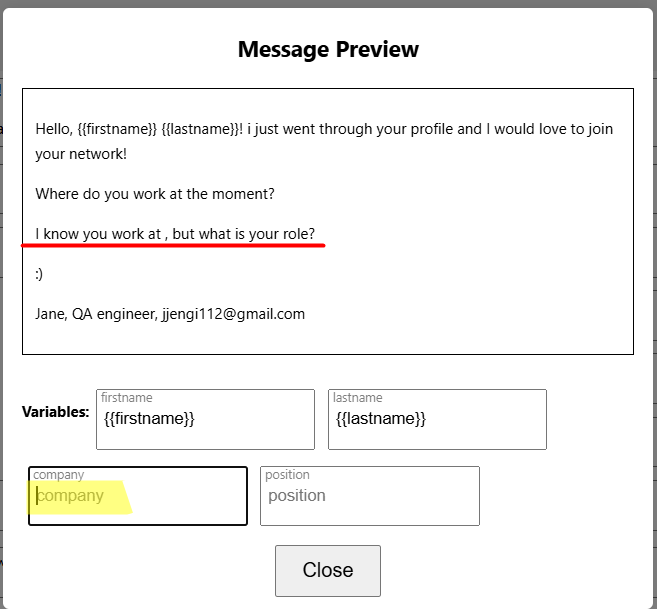 Message Preview
Hello, {{firstname}} {{lastname}}! i just went through your profile and I would love to join
your network!
Where do you work at the moment?
I know you work at , but what is your role?
:)
Jane, QA engineer, jjengi112@gmail.com
Variables:
firstname
{{firstname}}
lastname
{{lastname}}
company
company
position
position
Close